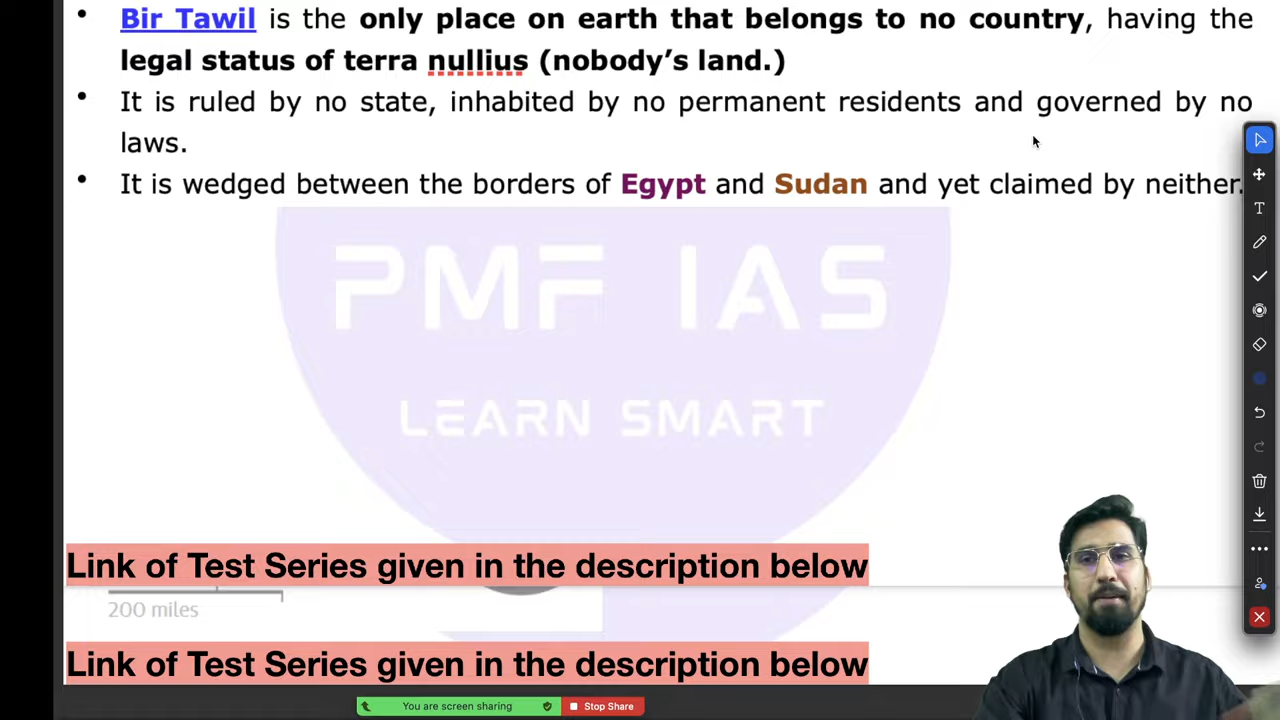 • Bir Tawil is the only place on earth that belongs to no country, having the
legal status of terra nullius (nobody’s land.)
• It is ruled by no state, inhabited by no permanent residents and governed by no
laws.
• It is wedged between the borders of Egypt and Sudan and yet claimed by neither.
PMF IAS
LEARN SMART
Link of Test Series given in the description below
200 miles
Link of Test Series given in the description below
You are screen sharing
Stop Share
T